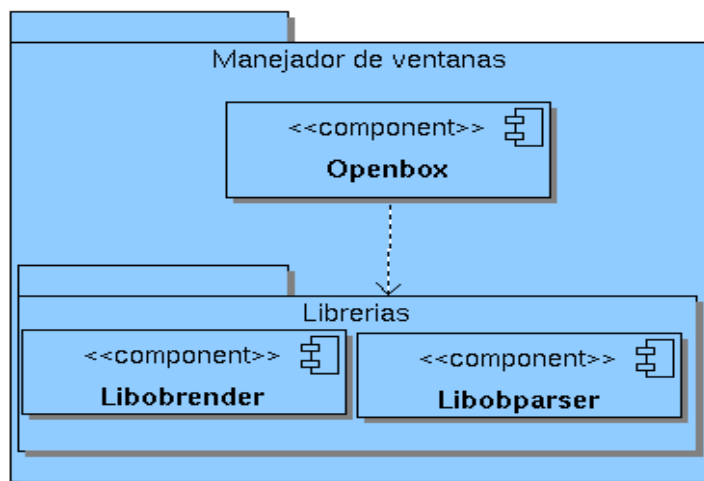 Manejador de ventanas
<<component>>
Openbox
Librerias
<<component>>
Libobrender
<<component>>
Libobparser